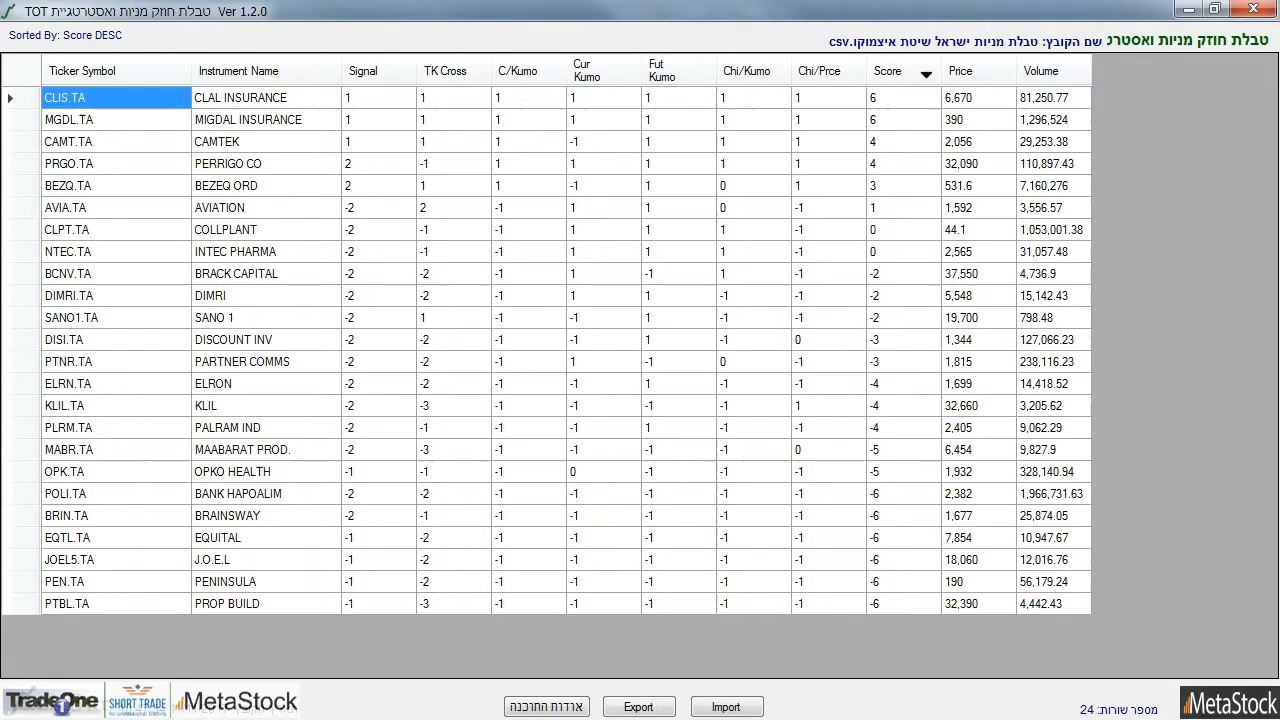 TOT טבלת חוזק מניות ואסטרטגיית Ver 1.2.0
Sorted By: Score DESC
טבלת חוזק מניות ואסטרנ שם הקובץ: טבלת מניות ישראל שיטת איצמוקו.csv
Ticker Symbol Instrument Name Signal TK Cross C/Kumo Cur Kumo Fut Kumo Chi/Kumo Chi/Prce Score Price Volume
CLIS.TA CLAL INSURANCE 1 1 1 1 1 1 1 6 6,670 81,250.77
MGDL.TA MIGDAL INSURANCE 1 1 1 1 1 1 1 6 390 1,296,524
CAMT.TA CAMTEK 1 1 1 -1 1 1 1 4 2,056 29,253.38
PRGO.TA PERRIGO CO 2 -1 1 1 1 1 1 4 32,090 110,897.43
BEZQ.TA BEZEQ ORD 2 1 1 -1 1 0 1 3 531.6 7,160,276
AVIA.TA AVIATION -2 2 -1 1 1 0 -1 1 1,592 3,556.57
CLPT.TA COLLPLANT -2 -1 -1 1 1 1 -1 0 44.1 1,053,001.38
NTEC.TA INTEC PHARMA -2 -1 -1 1 1 1 -1 0 2,565 31,057.48
BCNV.TA BRACK CAPITAL -2 -2 -1 1 -1 1 -1 -2 37,550 4,736.9
DIMRI.TA DIMRI -2 -2 -1 1 1 -1 -1 -2 5,548 15,142.43
SANO1.TA SANO 1 -2 1 -1 1 1 -1 -1 -2 19,700 798.48
DISI.TA DISCOUNT INV -2 -2 -1 -1 1 -1 0 -3 1,344 127,066.23
PTNR.TA PARTNER COMMS -2 -2 -1 1 -1 0 -1 -3 1,815 238,116.23
ELRN.TA ELRON -2 -2 -1 -1 1 -1 -1 -4 1,699 14,418.52
KLIL.TA KLIL -2 -3 -1 -1 -1 -1 1 -4 32,660 3,205.62
PLRM.TA PALRAM IND -2 -2 -1 -1 1 -1 -1 -4 2,405 9,062.29
MABR.TA MAABARAT PROD. -2 -3 -1 -1 -1 -1 0 -5 6,454 9,827.9
OPK.TA OPKO HEALTH -1 -1 -1 0 -1 -1 -1 -5 1,932 328,140.94
POLI.TA BANK HAPOALIM -2 -2 -1 -1 -1 -1 -1 -6 2,382 1,966,731.63
BRIN.TA BRAINSWAY -2 -1 -1 -1 -1 -1 -1 -6 1,677 25,874.05
EQTL.TA EQUITAL -1 -2 -1 -1 -1 -1 -1 -6 7,854 10,947.67
JOEL5.TA J.O.E.L -1 -2 -1 -1 -1 -1 -1 -6 18,060 12,016.76
PEN.TA PENINSULA -1 -2 -1 -1 -1 -1 -1 -6 190 56,179.24
PTBL.TA PROP BUILD -1 -3 -1 -1 -1 -1 -1 -6 32,390 4,442.43
TradeOne SHORT TRADE MetaStock אודות התוכנה Export Import מספר שורות: 24 MetaStock
for professional trading